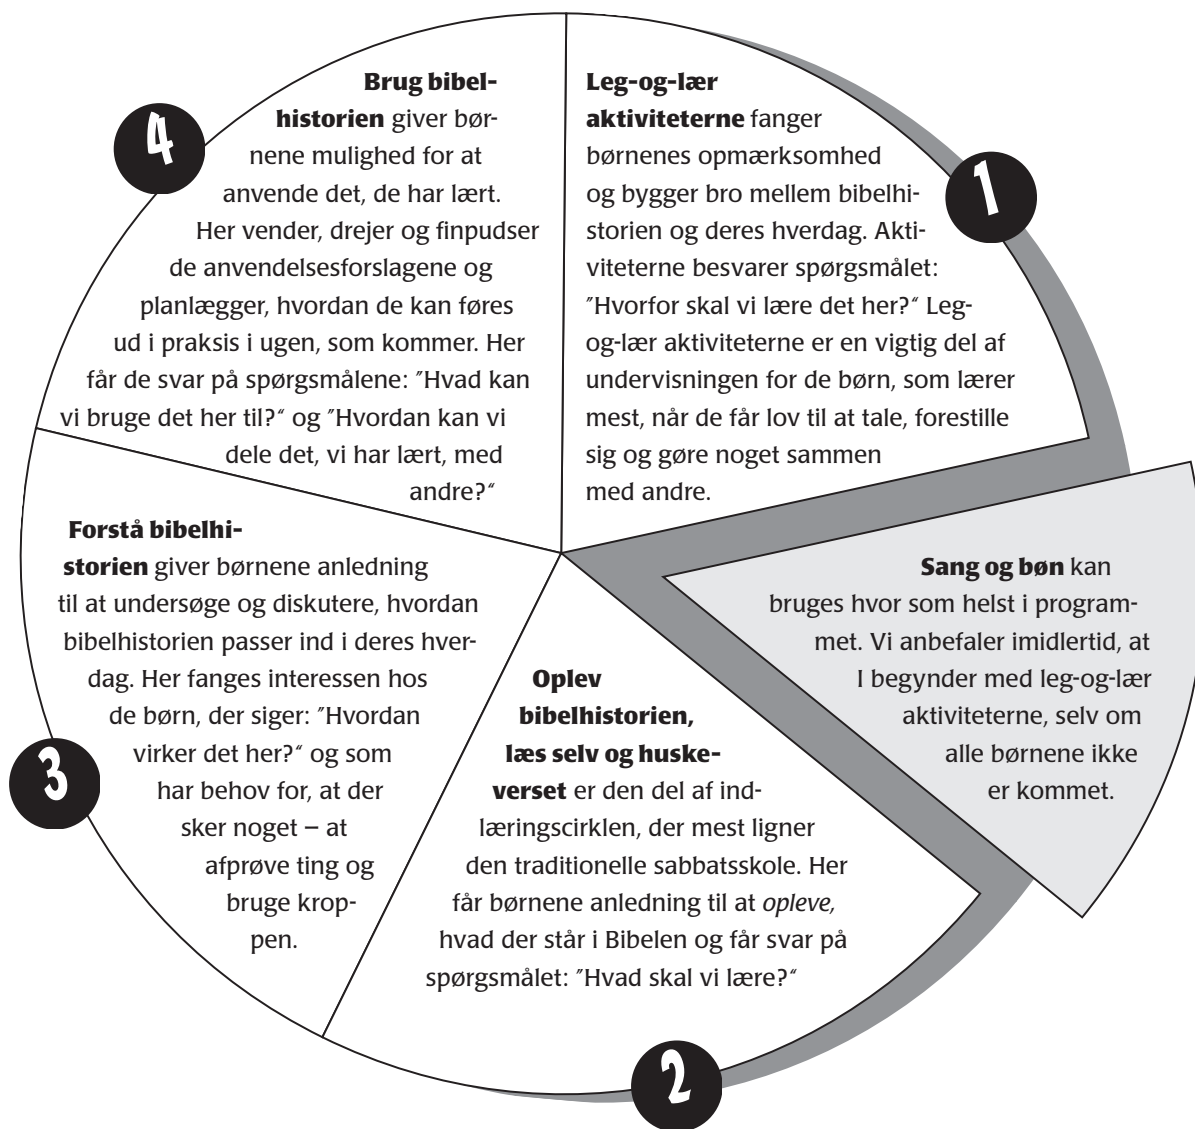 1
Leg-og-lær
aktiviteterne fanger
børnenes opmærksomhed
og bygger bro mellem bibelhi-
storien og deres hverdag. Akti-
viteterne besvarer spørgsmålet:
"Hvorfor skal vi lære det her?“ Leg-
og-lær aktiviteterne er en vigtig del af
undervisningen for de børn, som lærer
mest, når de får lov til at tale, forestille
sig og gøre noget sammen
med andre.
Sang og bøn kan
bruges hvor som helst i program-
met. Vi anbefaler imidlertid, at
I begynder med leg-og-lær
aktiviteterne, selv om
alle børnene ikke
er kommet.
2
Oplev
bibelhistorien,
læs selv og huske-
verset er den del af ind-
læringscirklen, der mest ligner
den traditionelle sabbatsskole. Her
får børnene anledning til at opleve,
hvad der står i Bibelen og får svar på
spørgsmålet: "Hvad skal vi lære?“
3
Forstå bibelhi-
storien giver børnene anledning
til at undersøge og diskutere, hvordan
bibelhistorien passer ind i deres hver-
dag. Her fanges interessen hos
de børn, der siger: "Hvordan
virker det her?“ og som
har behov for, at der
sker noget – at
afprøve ting og
bruge krop-
pen.
4
Brug bibel-
historien giver bør-
nene mulighed for at
anvende det, de har lært.
Her vender, drejer og finpudser
de anvendelsesforslagene og
planlægger, hvordan de kan føres
ud i praksis i ugen, som kommer. Her
får de svar på spørgsmålene: "Hvad kan
vi bruge det her til?“ og "Hvordan kan vi
dele det, vi har lært, med
andre?“